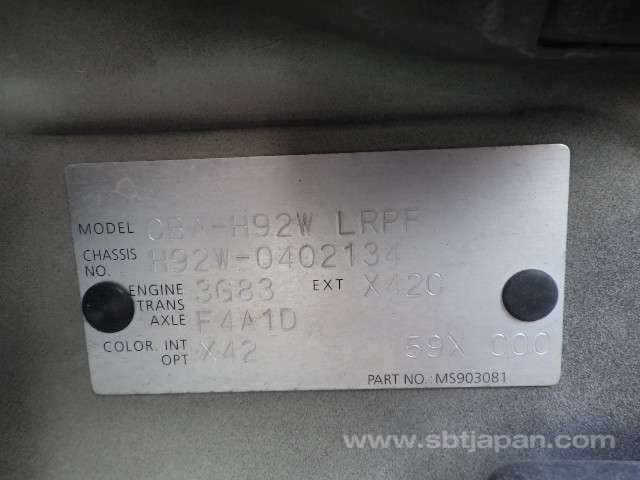 MODEL CBA-H92W LRPF
CHASSIS NO. H92W-0402134
ENGINE 3G83 EXT X42C
TRANS AXLE F4A1D
COLOR. INT X42 59X 000
OPT
PART NO.: MS903081
www.sbtjapan.com